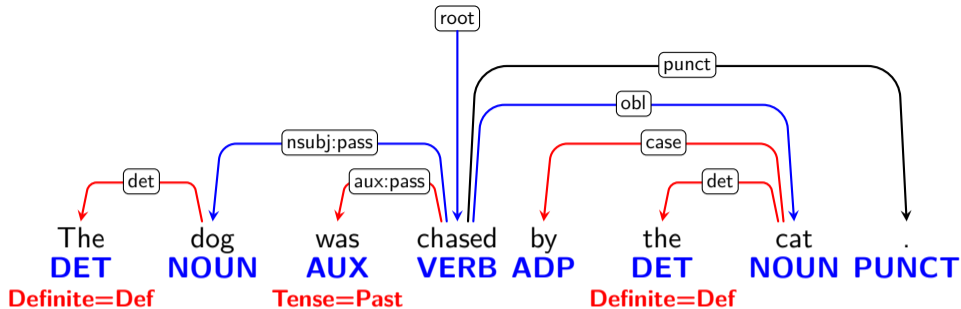 root
punct
obl
nsubj:pass case
det aux:pass det
The dog was chased by the cat .
DET NOUN AUX VERB ADP DET NOUN PUNCT
Definite=Def Tense=Past Definite=Def